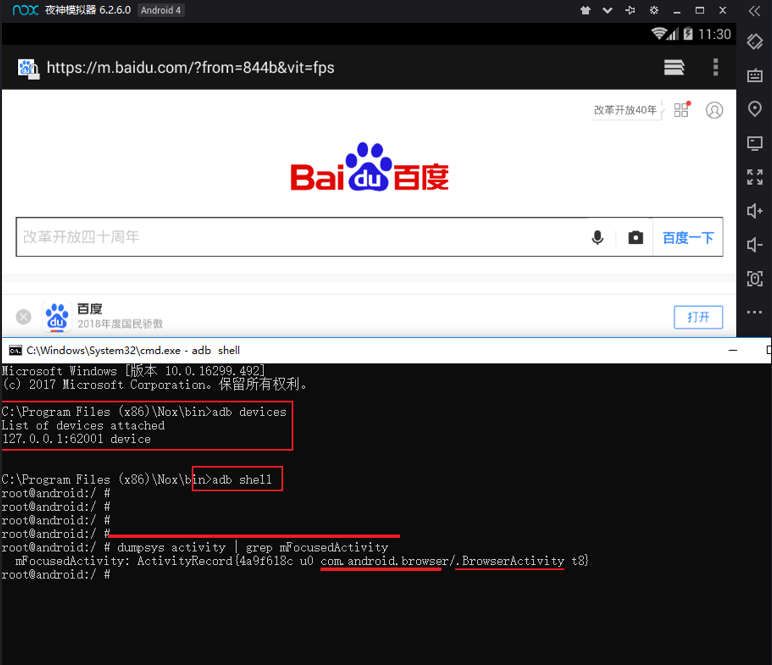 nox 夜神模拟器 6.2.6.0 Android 4
11:30
https://m.baidu.com/?from=844b&vit=fps
改革开放40年
Bai du 百度
改革开放四十周年 百度一下
百度
2018年度国民骄傲
打开
C:\Windows\System32\cmd.exe - adb shell
Microsoft Windows [版本 10.0.16299.492]
(c) 2017 Microsoft Corporation。保留所有权利。
C:\Program Files (x86)\Nox\bin>adb devices
List of devices attached
127.0.0.1:62001 device
C:\Program Files (x86)\Nox\bin>adb shell
root@android:/ #
root@android:/ #
root@android:/ #
root@android:/ #
root@android:/ # dumpsys activity | grep mFocusedActivity
mFocusedActivity: ActivityRecord{4a9f618c u0 com.android.browser/.BrowserActivity t8}
root@android:/ #